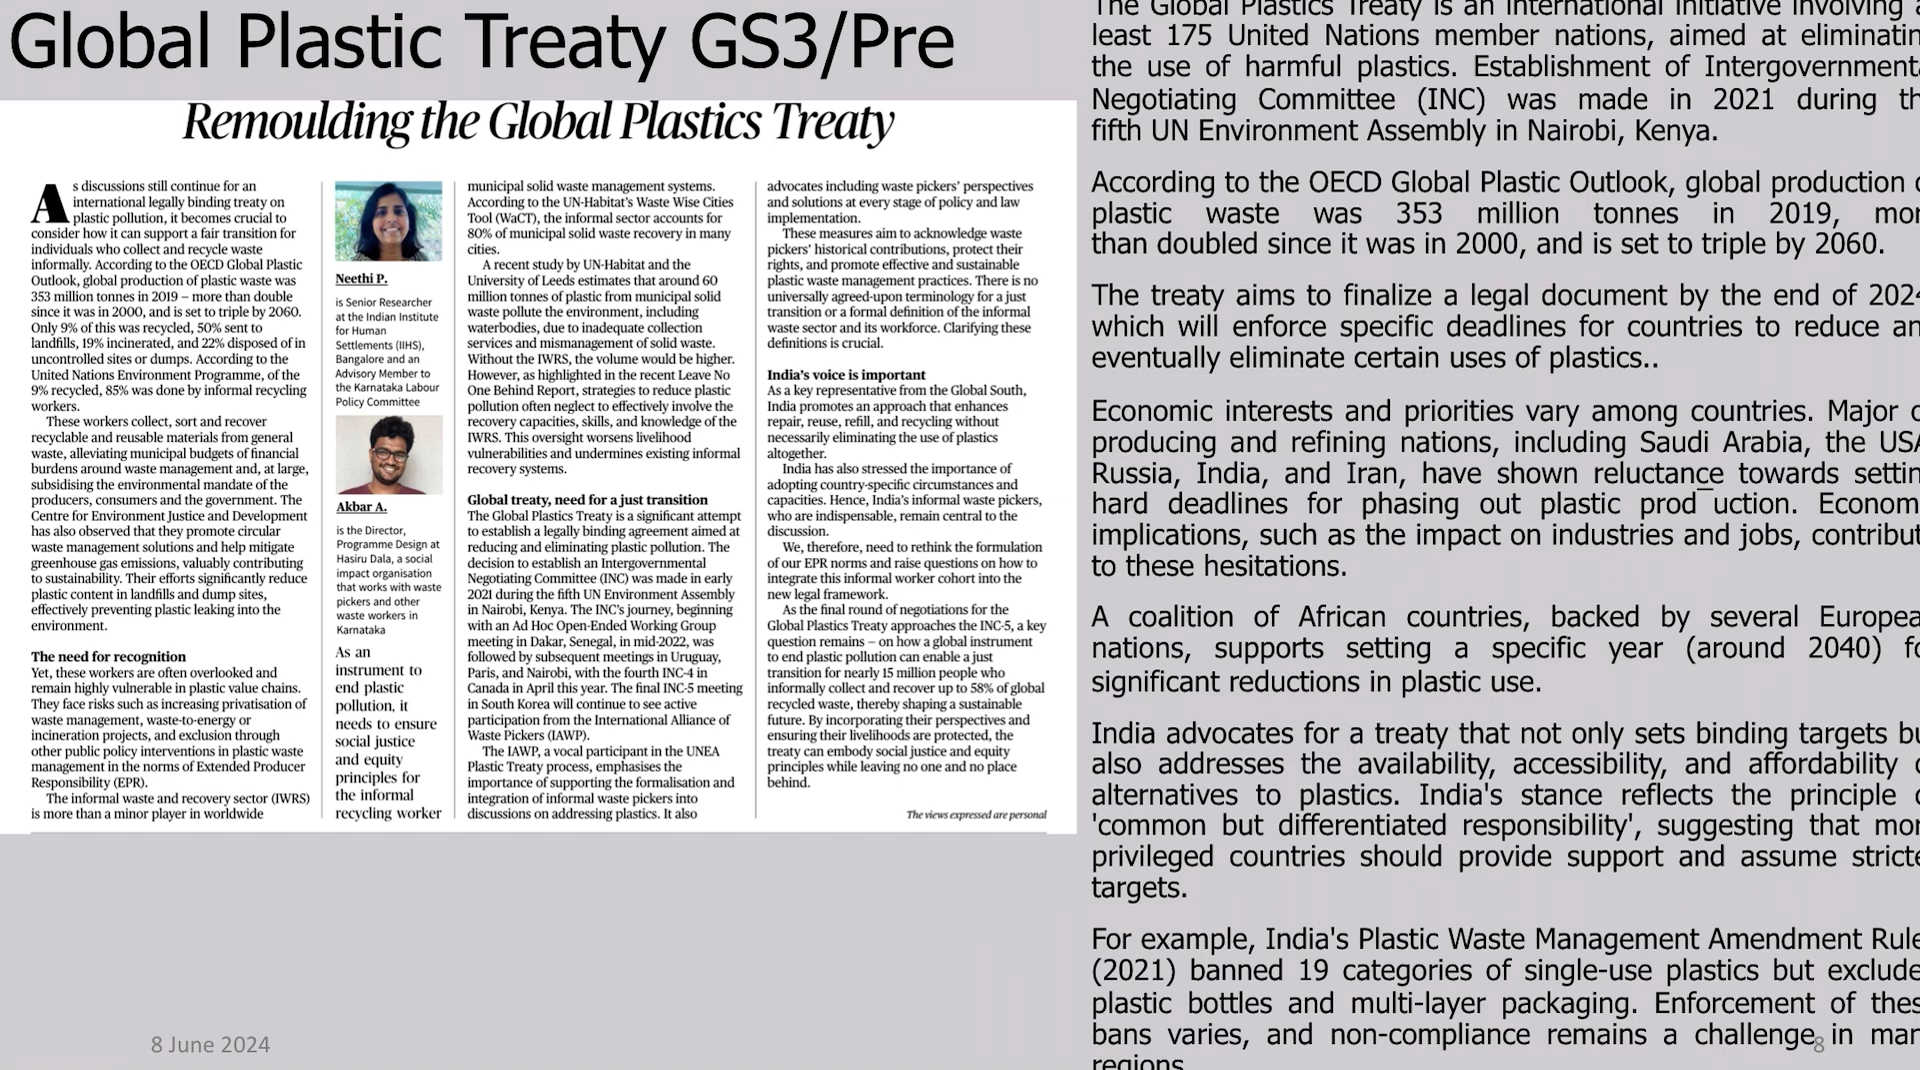 Global Plastic Treaty GS3/Pre
Remoulding the Global Plastics Treaty
As discussions still continue for an
international legally binding treaty on
plastic pollution, it becomes crucial to
consider how it can support a fair transition for
individuals who collect and recycle waste
informally. According to the OECD Global Plastic
Outlook, global production of plastic waste was
353 million tonnes in 2019 – more than double
since it was in 2000, and is set to triple by 2060.
Only 9% of this was recycled, 50% sent to
landfills, 19% incinerated, and 22% disposed of in
uncontrolled sites or dumps. According to the
United Nations Environment Programme, of the
9% recycled, 85% was done by informal recycling
workers.
These workers collect, sort and recover
recyclable and reusable materials from general
waste, alleviating municipal budgets of financial
burdens around waste management and, at large,
subsidising the environmental mandate of the
producers, consumers and the government. The
Centre for Environment Justice and Development
has also observed that they promote circular
waste management solutions and help mitigate
greenhouse gas emissions, valuably contributing
to sustainability. Their efforts significantly reduce
plastic content in landfills and dump sites,
effectively preventing plastic leaking into the
environment.
The need for recognition
Yet, these workers are often overlooked and
remain highly vulnerable in plastic value chains.
They face risks such as increasing privatisation of
waste management, waste-to-energy or
incineration projects, and exclusion through
other public policy interventions in plastic waste
management in the norms of Extended Producer
Responsibility (EPR).
The informal waste and recovery sector (IWRS)
is more than a minor player in worldwide
Neethi P.
is Senior Researcher
at the Indian Institute
for Human
Settlements (IIHS),
Bangalore and an
Advisory Member to
the Karnataka Labour
Policy Committee
Akbar A.
is the Director,
Programme Design at
Hasiru Dala, a social
impact organisation
that works with waste
pickers and other
waste workers in
Karnataka
As an
instrument to
end plastic
pollution, it
needs to ensure
social justice
and equity
principles for
the informal
recycling worker
municipal solid waste management systems.
According to the UN-Habitat's Waste Wise Cities
Tool (WaCT), the informal sector accounts for
80% of municipal solid waste recovery in many
cities.
A recent study by UN-Habitat and the
University of Leeds estimates that around 60
million tonnes of plastic from municipal solid
waste pollute the environment, including
waterbodies, due to inadequate collection
services and mismanagement of solid waste.
Without the IWRS, the volume would be higher.
However, as highlighted in the recent Leave No
One Behind Report, strategies to reduce plastic
pollution often neglect to effectively involve the
recovery capacities, skills, and knowledge of the
IWRS. This oversight worsens livelihood
vulnerabilities and undermines existing informal
recovery systems.
Global treaty, need for a just transition
The Global Plastics Treaty is a significant attempt
to establish a legally binding agreement aimed at
reducing and eliminating plastic pollution. The
decision to establish an Intergovernmental
Negotiating Committee (INC) was made in early
2021 during the fifth UN Environment Assembly
in Nairobi, Kenya. The INC's journey, beginning
with an Ad Hoc Open-Ended Working Group
meeting in Dakar, Senegal, in mid-2022, was
followed by subsequent meetings in Uruguay,
Paris, and Nairobi, with the fourth INC-4 in
Canada in April this year. The final INC-5 meeting
in South Korea will continue to see active
participation from the International Alliance of
Waste Pickers (IAWP).
The IAWP, a vocal participant in the UNEA
Plastic Treaty process, emphasises the
importance of supporting the formalisation and
integration of informal waste pickers into
discussions on addressing plastics. It also
advocates including waste pickers' perspectives
and solutions at every stage of policy and law
implementation.
These measures aim to acknowledge waste
pickers' historical contributions, protect their
rights, and promote effective and sustainable
plastic waste management practices. There is no
universally agreed-upon terminology for a just
transition or a formal definition of the informal
waste sector and its workforce. Clarifying these
definitions is crucial.
India's voice is important
As a key representative from the Global South,
India promotes an approach that enhances
repair, reuse, refill, and recycling without
necessarily eliminating the use of plastics
altogether.
India has also stressed the importance of
adopting country-specific circumstances and
capacities. Hence, India's informal waste pickers,
who are indispensable, remain central to the
discussion.
We, therefore, need to rethink the formulation
of our EPR norms and raise questions on how to
integrate this informal worker cohort into the
new legal framework.
As the final round of negotiations for the
Global Plastics Treaty approaches the INC-5, a key
question remains – on how a global instrument
to end plastic pollution can enable a just
transition for nearly 15 million people who
informally collect and recover up to 58% of global
recycled waste, thereby shaping a sustainable
future. By incorporating their perspectives and
ensuring their livelihoods are protected, the
treaty can embody social justice and equity
principles while leaving no one and no place
behind.
The views expressed are personal
The Global Plastics Treaty is an international initiative involving a
least 175 United Nations member nations, aimed at eliminatin
the use of harmful plastics. Establishment of Intergovernmenta
Negotiating Committee (INC) was made in 2021 during th
fifth UN Environment Assembly in Nairobi, Kenya.
According to the OECD Global Plastic Outlook, global production o
plastic waste was 353 million tonnes in 2019, mor
than doubled since it was in 2000, and is set to triple by 2060.
The treaty aims to finalize a legal document by the end of 2024
which will enforce specific deadlines for countries to reduce an
eventually eliminate certain uses of plastics..
Economic interests and priorities vary among countries. Major o
producing and refining nations, including Saudi Arabia, the USA
Russia, India, and Iran, have shown reluctance towards settin
hard deadlines for phasing out plastic prod uction. Econom
implications, such as the impact on industries and jobs, contribut
to these hesitations.
A coalition of African countries, backed by several Europea
nations, supports setting a specific year (around 2040) fo
significant reductions in plastic use.
India advocates for a treaty that not only sets binding targets bu
also addresses the availability, accessibility, and affordability o
alternatives to plastics. India's stance reflects the principle o
'common but differentiated responsibility', suggesting that mor
privileged countries should provide support and assume stricte
targets.
For example, India's Plastic Waste Management Amendment Rule
(2021) banned 19 categories of single-use plastics but exclude
plastic bottles and multi-layer packaging. Enforcement of thes
bans varies, and non-compliance remains a challenge in man
regions
8 June 2024
8